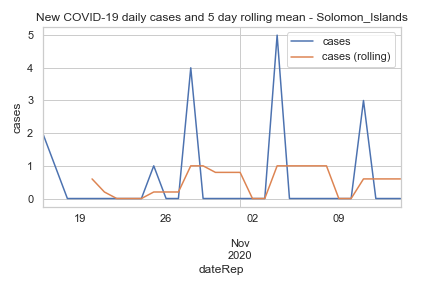 New COVID-19 daily cases and 5 day rolling mean - Solomon_Islands
cases
cases (rolling)
cases
5
4
3
2
1
0
19
26
02
09
Nov
2020
dateRep